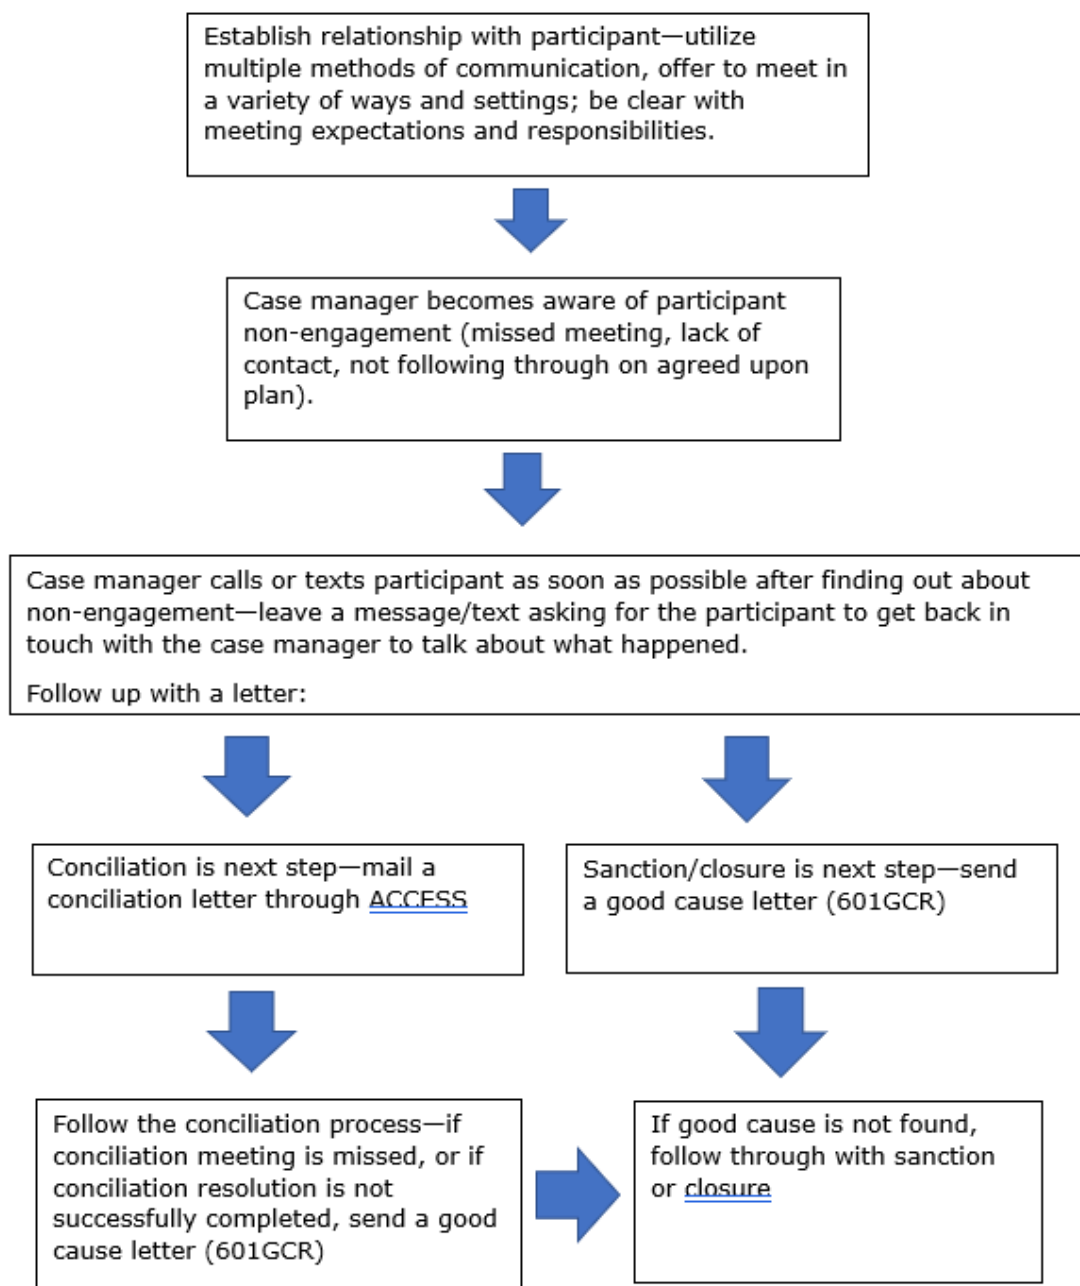 Establish relationship with participant—utilize
multiple methods of communication, offer to meet in
a variety of ways and settings; be clear with
meeting expectations and responsibilities.
Case manager becomes aware of participant
non-engagement (missed meeting, lack of
contact, not following through on agreed upon
plan).
Case manager calls or texts participant as soon as possible after finding out about
non-engagement—leave a message/text asking for the participant to get back in
touch with the case manager to talk about what happened.
Follow up with a letter:
Conciliation is next step—mail a
conciliation letter through ACCESS
Sanction/closure is next step—send
a good cause letter (601GCR)
Follow the conciliation process—if
conciliation meeting is missed, or if
conciliation resolution is not
successfully completed, send a good
cause letter (601GCR)
If good cause is not found,
follow through with sanction
or closure